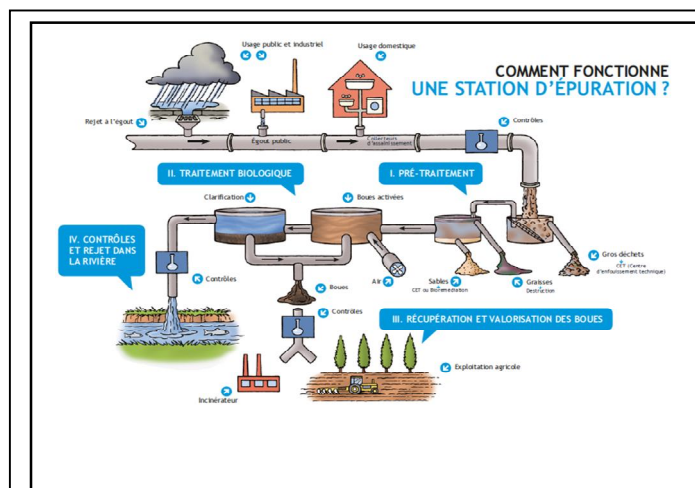 COMMENT FONCTIONNE
UNE STATION D'ÉPURATION ?
Usage public et industriel
Usage domestique
Rejet à l'égout
Égout public
Collecteurs
d'assainissement
Contrôles
II. TRAITEMENT BIOLOGIQUE
I. PRÉ-TRAITEMENT
Clarification
Boues activées
IV. CONTRÔLES
ET REJET DANS
LA RIVIÈRE
Contrôles
Boues
Air
Sables
CET ou Biorémédiation
Graisses
Destruction
Gros déchets
CET (Centre
d'enfouissement technique)
Contrôles
III. RÉCUPÉRATION ET VALORISATION DES BOUES
Incinérateur
Exploitation agricole